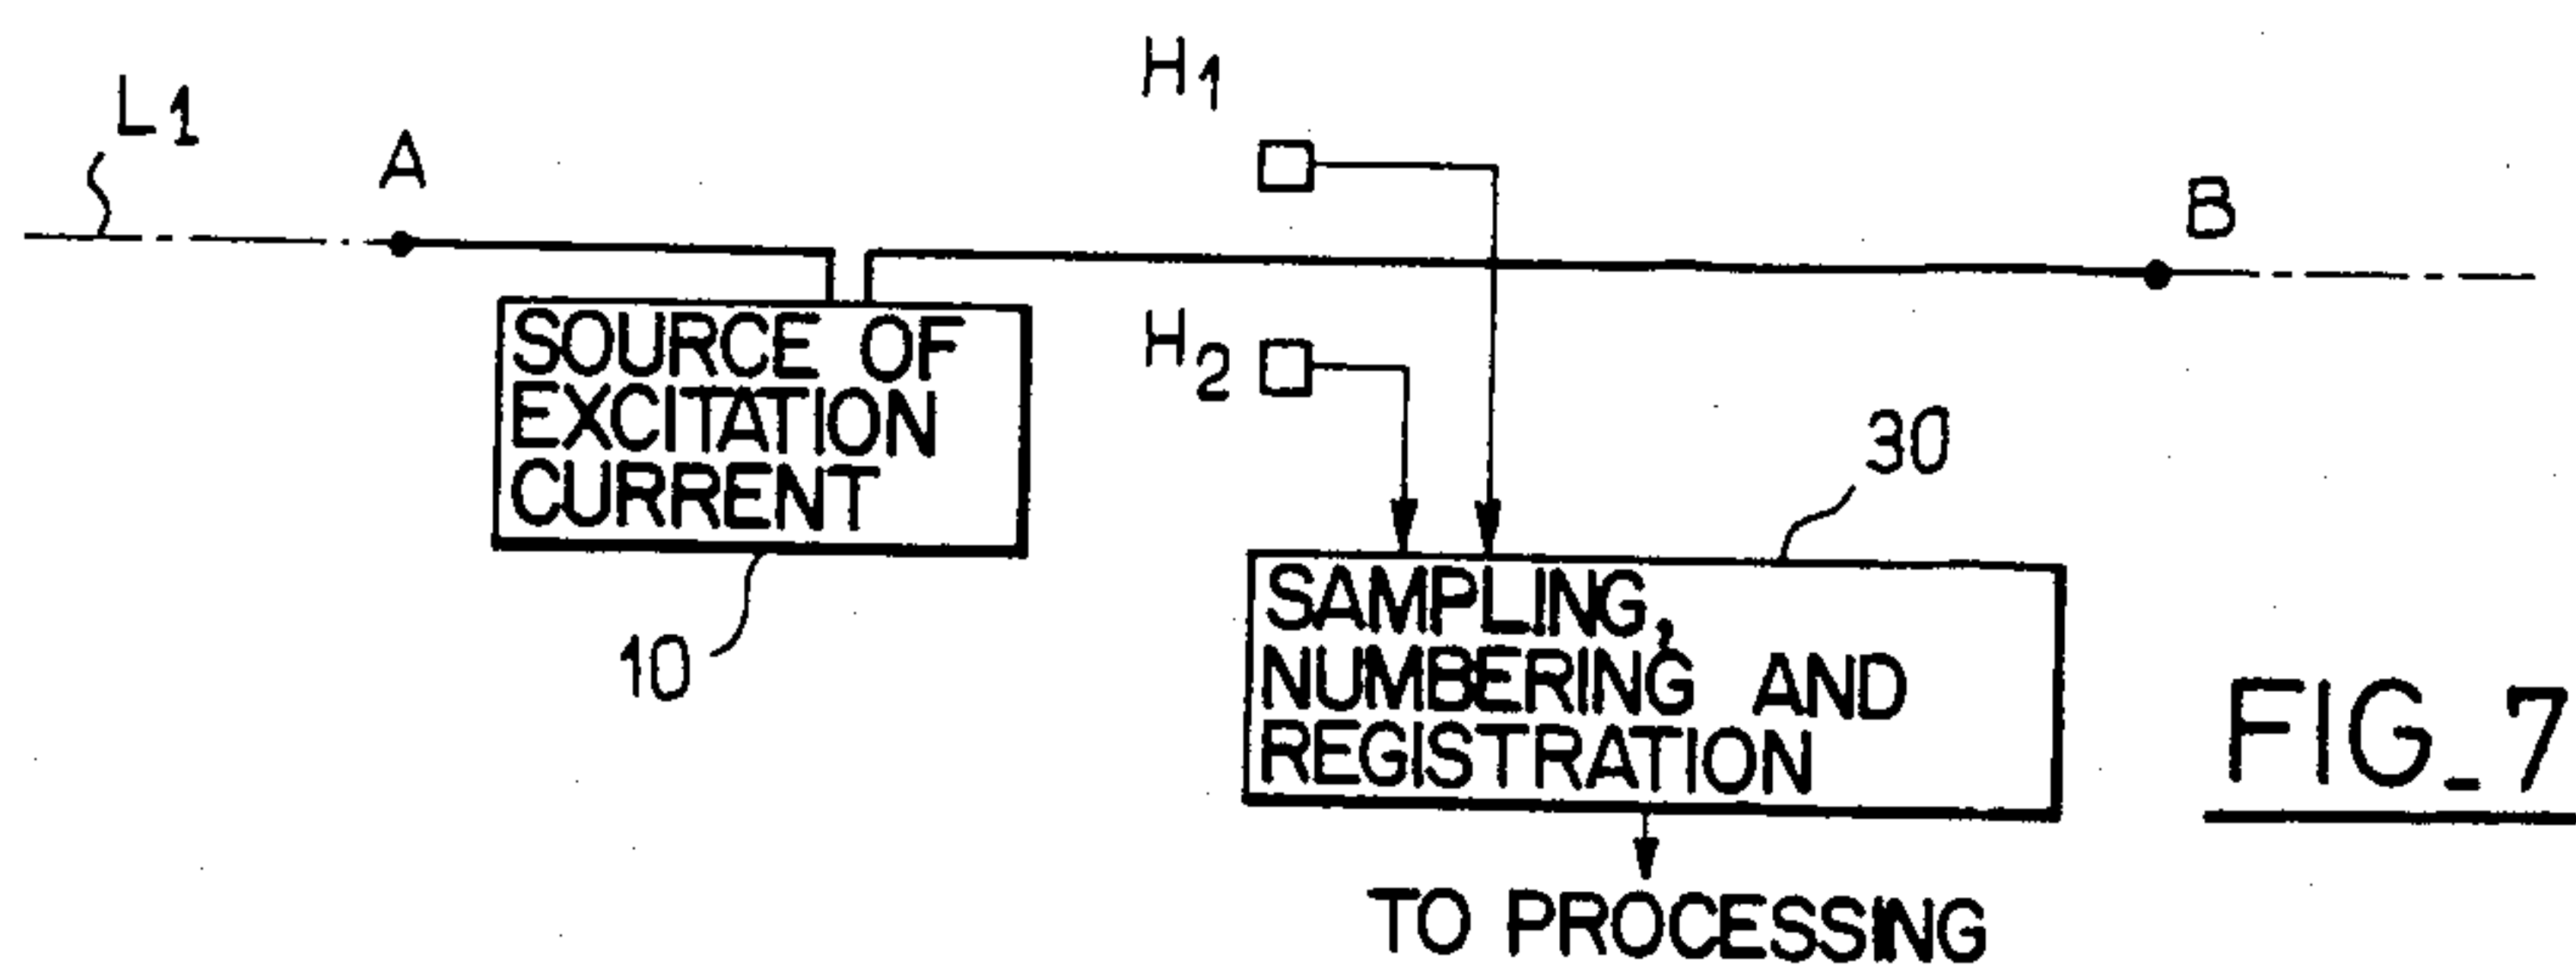 L1
A
H1
B
H2
SOURCE OF
EXCITATION
CURRENT
10
30
SAMPLING,
NUMBERING AND
REGISTRATION
TO PROCESSING
FIG_7